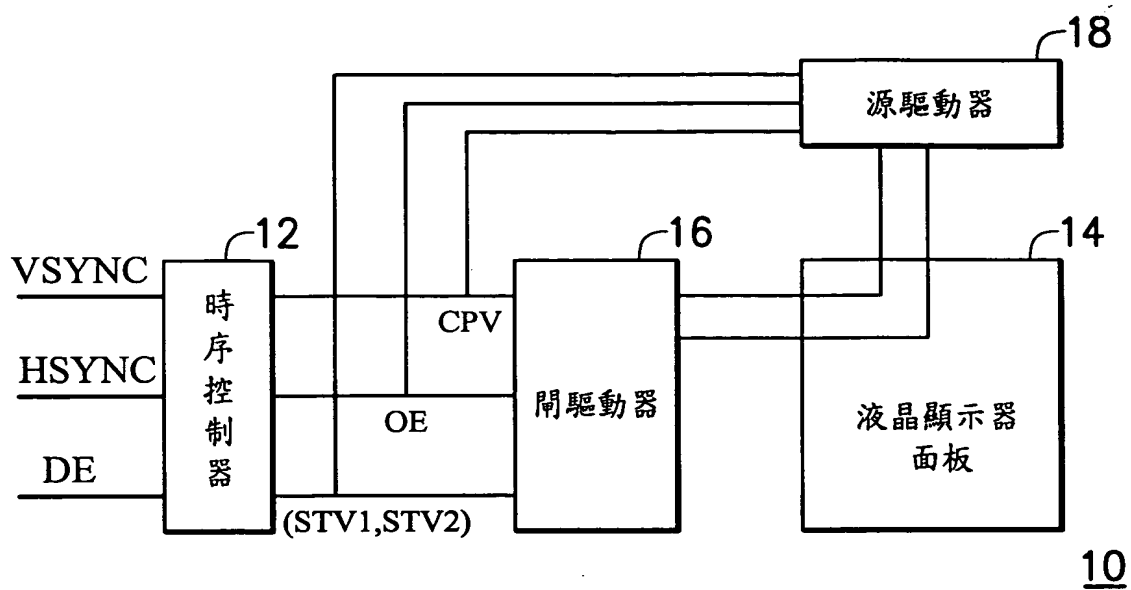 18
源驅動器
12
16
14
VSYNC
HSYNC
DE
時序控制器
CPV
OE
(STV1,STV2)
閘驅動器
液晶顯示器
面板
10